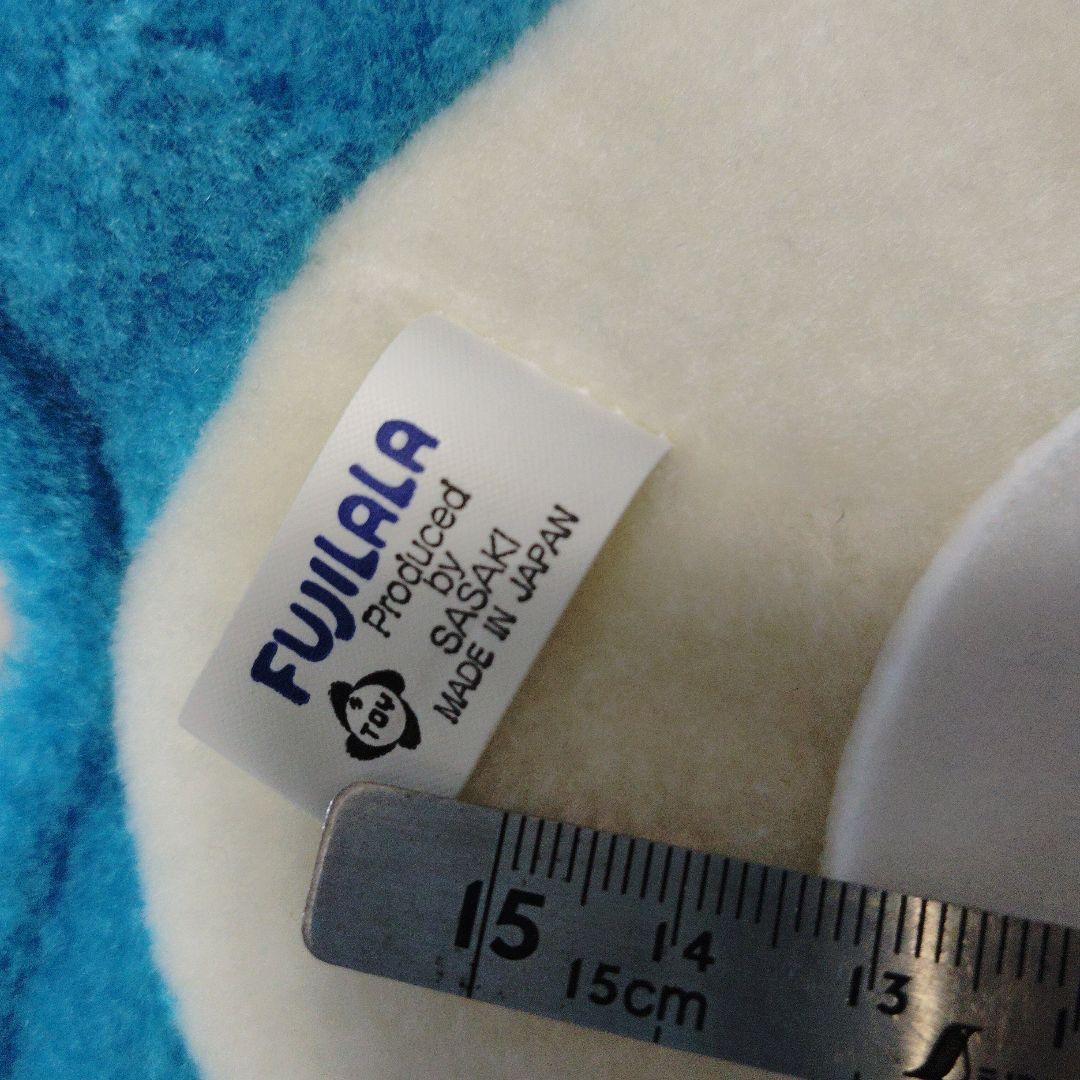 FUJILALA
Produced
by
SASAKI
MADE IN JAPAN
S
TOY
15
14
13
15cm